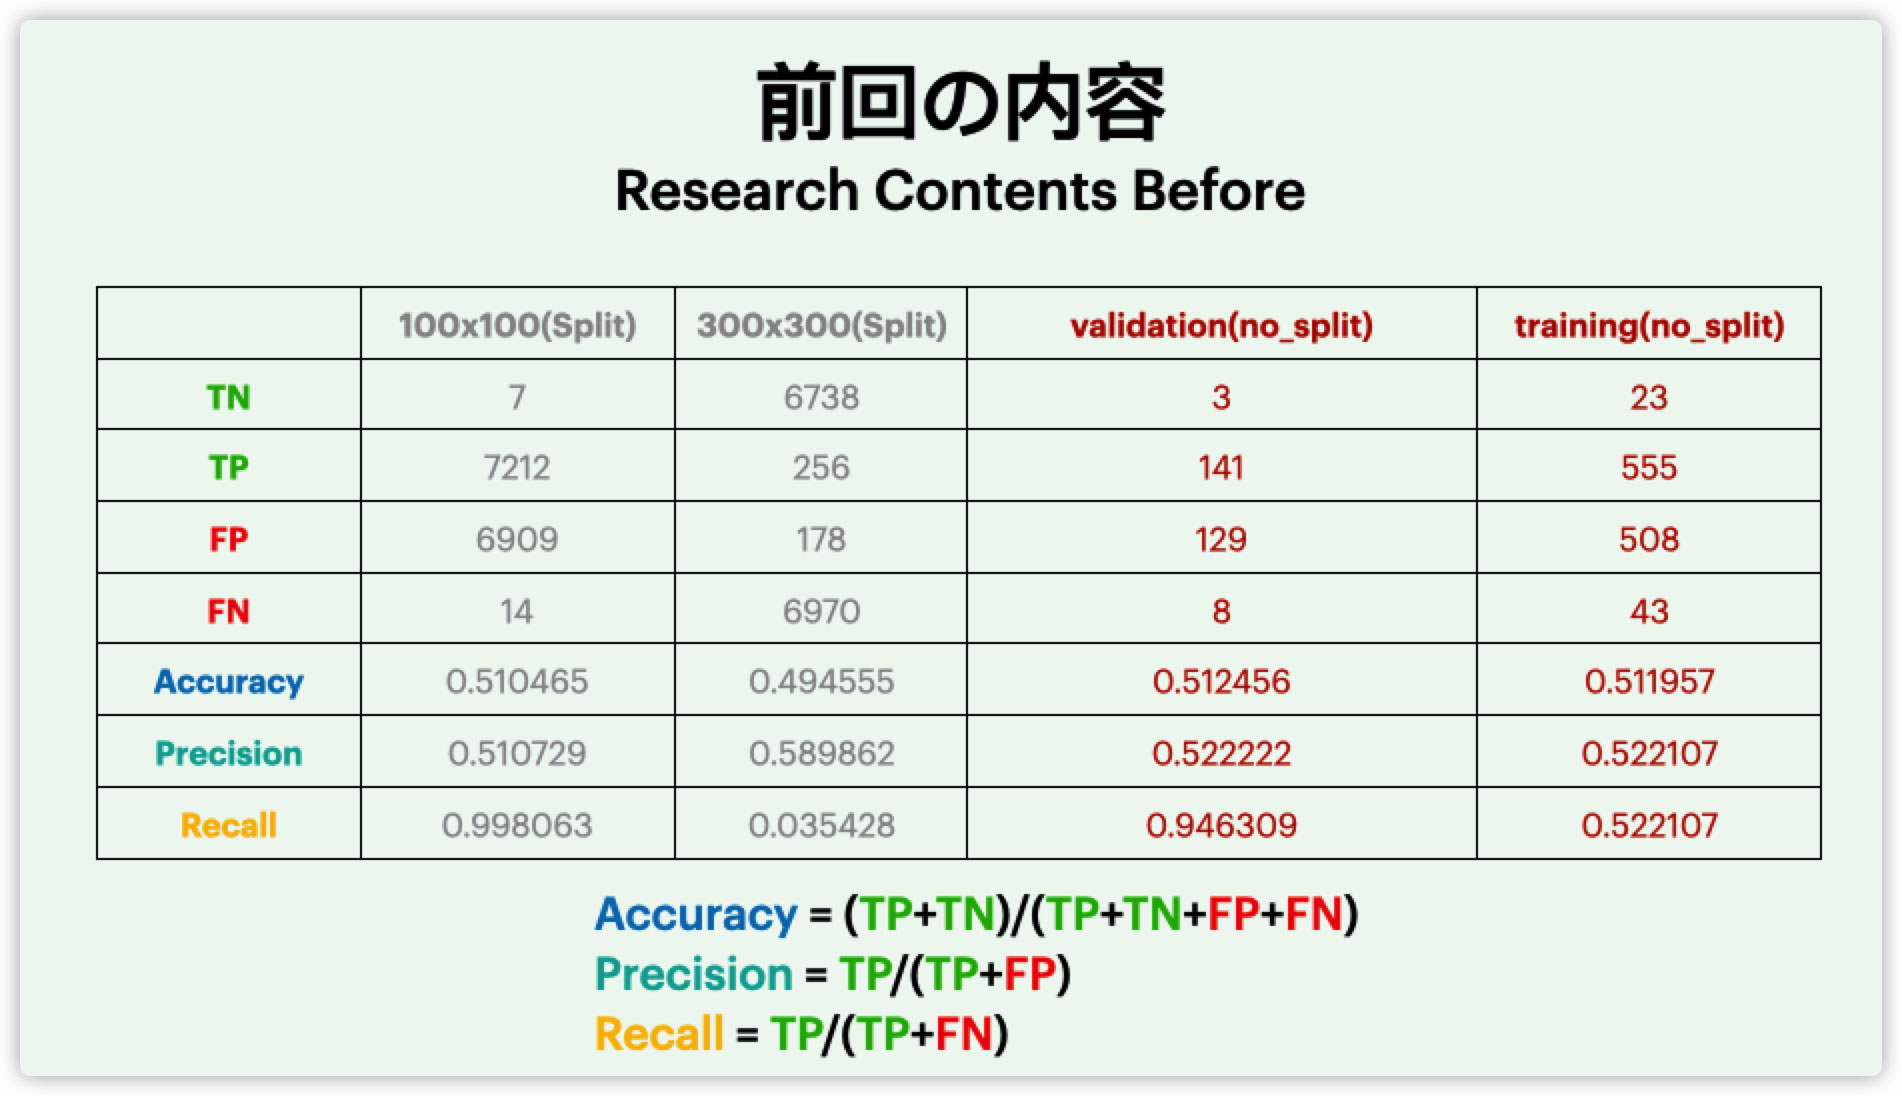 前回の内容
Research Contents Before
100x100(Split) 300x300(Split) validation(no_split) training(no_split)
TN 7 6738 3 23
TP 7212 256 141 555
FP 6909 178 129 508
FN 14 6970 8 43
Accuracy 0.510465 0.494555 0.512456 0.511957
Precision 0.510729 0.589862 0.522222 0.522107
Recall 0.998063 0.035428 0.946309 0.522107
Accuracy = (TP+TN)/(TP+TN+FP+FN)
Precision = TP/(TP+FP)
Recall = TP/(TP+FN)